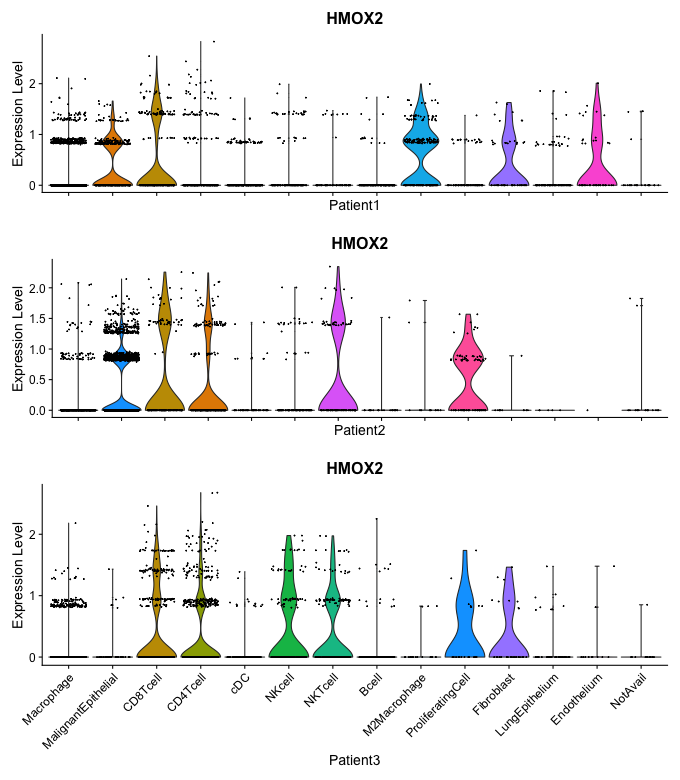 HMOX2
Expression Level
2
1
0
Patient1
HMOX2
Expression Level
2.0
1.5
1.0
0.5
0.0
Patient2
HMOX2
Expression Level
2
1
0
Macrophage
MalignantEpithelial
CD8Tcell
CD4Tcell
cDC
NKcell
NKTcell
Bcell
M2Macrophage
ProliferatingCell
Fibroblast
LungEpithelium
Endothelium
NotAvail
Patient3